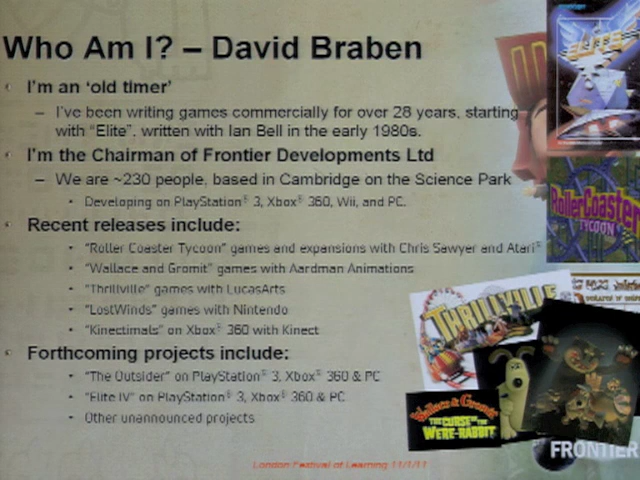 Who Am I? – David Braben
• I'm an 'old timer'
– I've been writing games commercially for over 28 years, starting
with "Elite", written with Ian Bell in the early 1980s.
• I'm the Chairman of Frontier Developments Ltd
– We are ~230 people, based in Cambridge on the Science Park
• Developing on PlayStation® 3, Xbox® 360, Wii, and PC.
• Recent releases include:
• "Roller Coaster Tycoon" games and expansions with Chris Sawyer and Atari®
• "Wallace and Gromit" games with Aardman Animations
• "Thrillville" games with LucasArts
• "LostWinds" games with Nintendo
• "Kinectimals" on Xbox® 360 with Kinect
• Forthcoming projects include:
• "The Outsider" on PlayStation® 3, Xbox® 360 & PC
• "Elite IV" on PlayStation® 3, Xbox® 360 & PC
• Other unannounced projects
London Festival of Learning 11/1/11
ELITE
RollerCoaster
TYCOON
THRILLVILLE
Wallace & Gromit
THE CURSE OF THE
WERE-RABBIT
FRONTIER